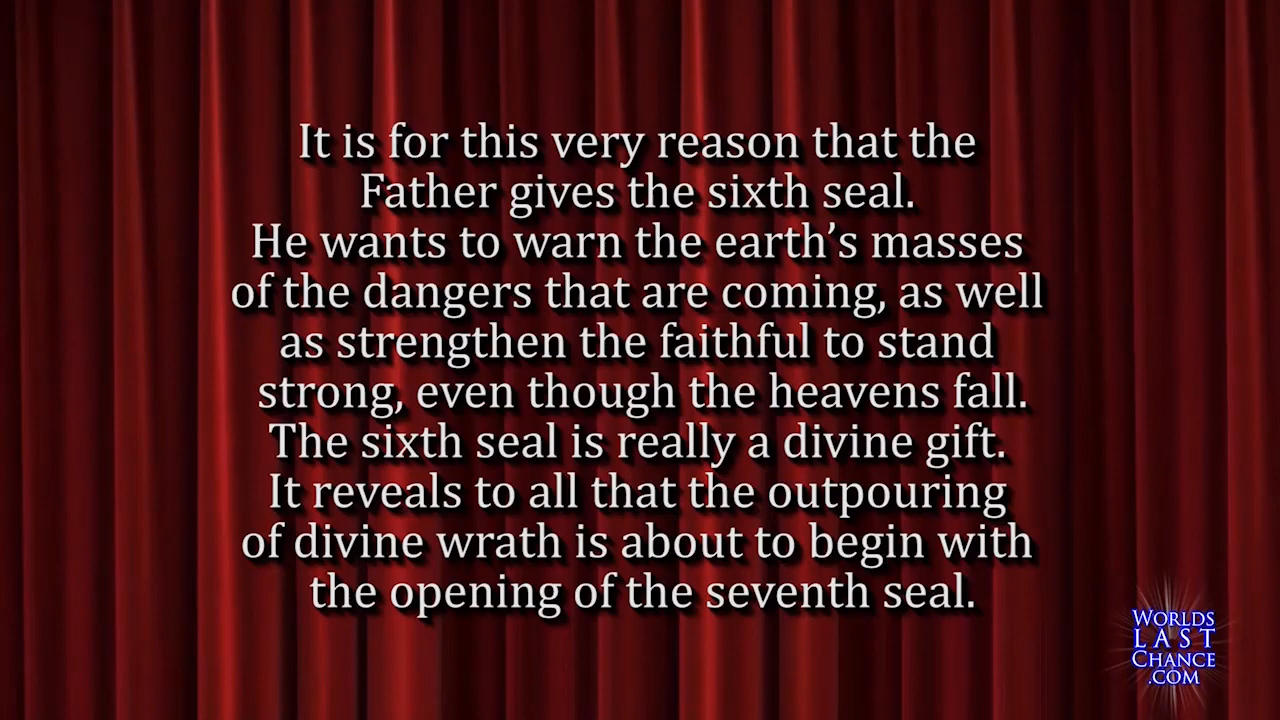 It is for this very reason that the
Father gives the sixth seal.
He wants to warn the earth’s masses
of the dangers that are coming, as well
as strengthen the faithful to stand
strong, even though the heavens fall.
The sixth seal is really a divine gift.
It reveals to all that the outpouring
of divine wrath is about to begin with
the opening of the seventh seal.
WORLDS
LAST
CHANCE
.COM